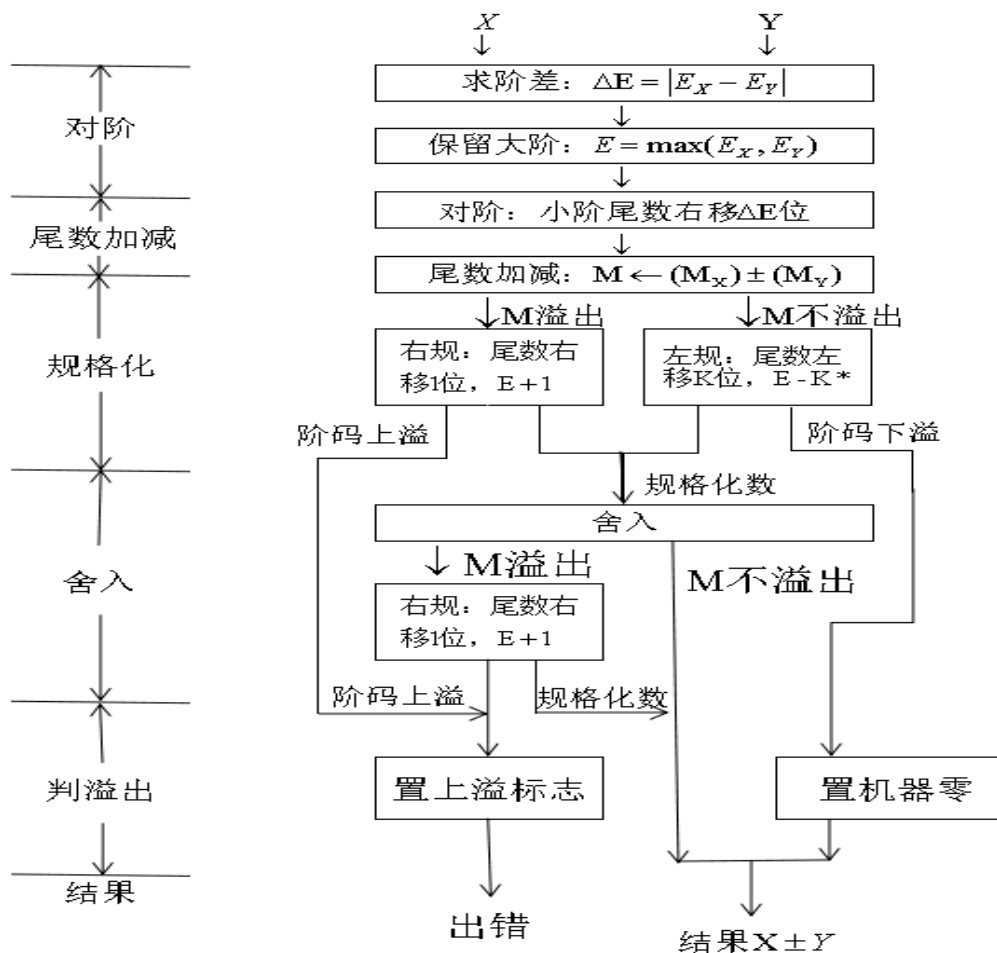 X Y
求阶差：ΔE = |E_X − E_Y|
对阶
保留大阶：E = max(E_X, E_Y)
对阶：小阶尾数右移ΔE位
尾数加减
尾数加减：M ← (M_X) ± (M_Y)
M溢出 M不溢出
规格化
右规：尾数右
移1位，E+1
左规：尾数左
移K位，E-K*
阶码上溢 阶码下溢
规格化数
舍入
M溢出 M不溢出
舍入
右规：尾数右
移1位，E+1
阶码上溢 规格化数
判溢出
置上溢标志 置机器零
结果
出错 结果X±Y